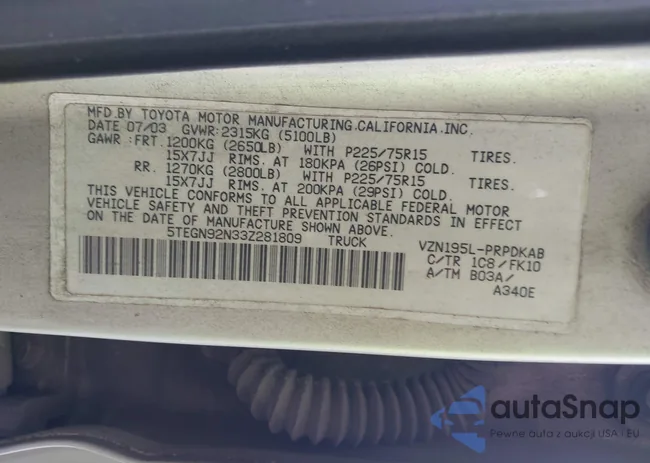 MFD.BY TOYOTA MOTOR MANUFACTURING.CALIFORNIA.INC.
DATE 07/03 GVWR:2315KG (5100LB)
GAWR :FRT.1200KG (2650LB) WITH P225/75R15 TIRES.
15X7JJ RIMS. AT 180KPA (26PSI) COLD.
RR. 1270KG (2800LB) WITH P225/75R15 TIRES.
15X7JJ RIMS. AT 200KPA (29PSI) COLD.
THIS VEHICLE CONFORMS TO ALL APPLICABLE FEDERAL MOTOR
VEHICLE SAFETY AND THEFT PREVENTION STANDARDS IN EFFECT
ON THE DATE OF MANUFACTURE SHOWN ABOVE.
5TEGN92N33Z281809 TRUCK VZN195L-PRPDKAB
C/TR 1C8/FK10
A/TM B03A/
A340E
autaSnap
Pewne auta z aukcji USA - EU